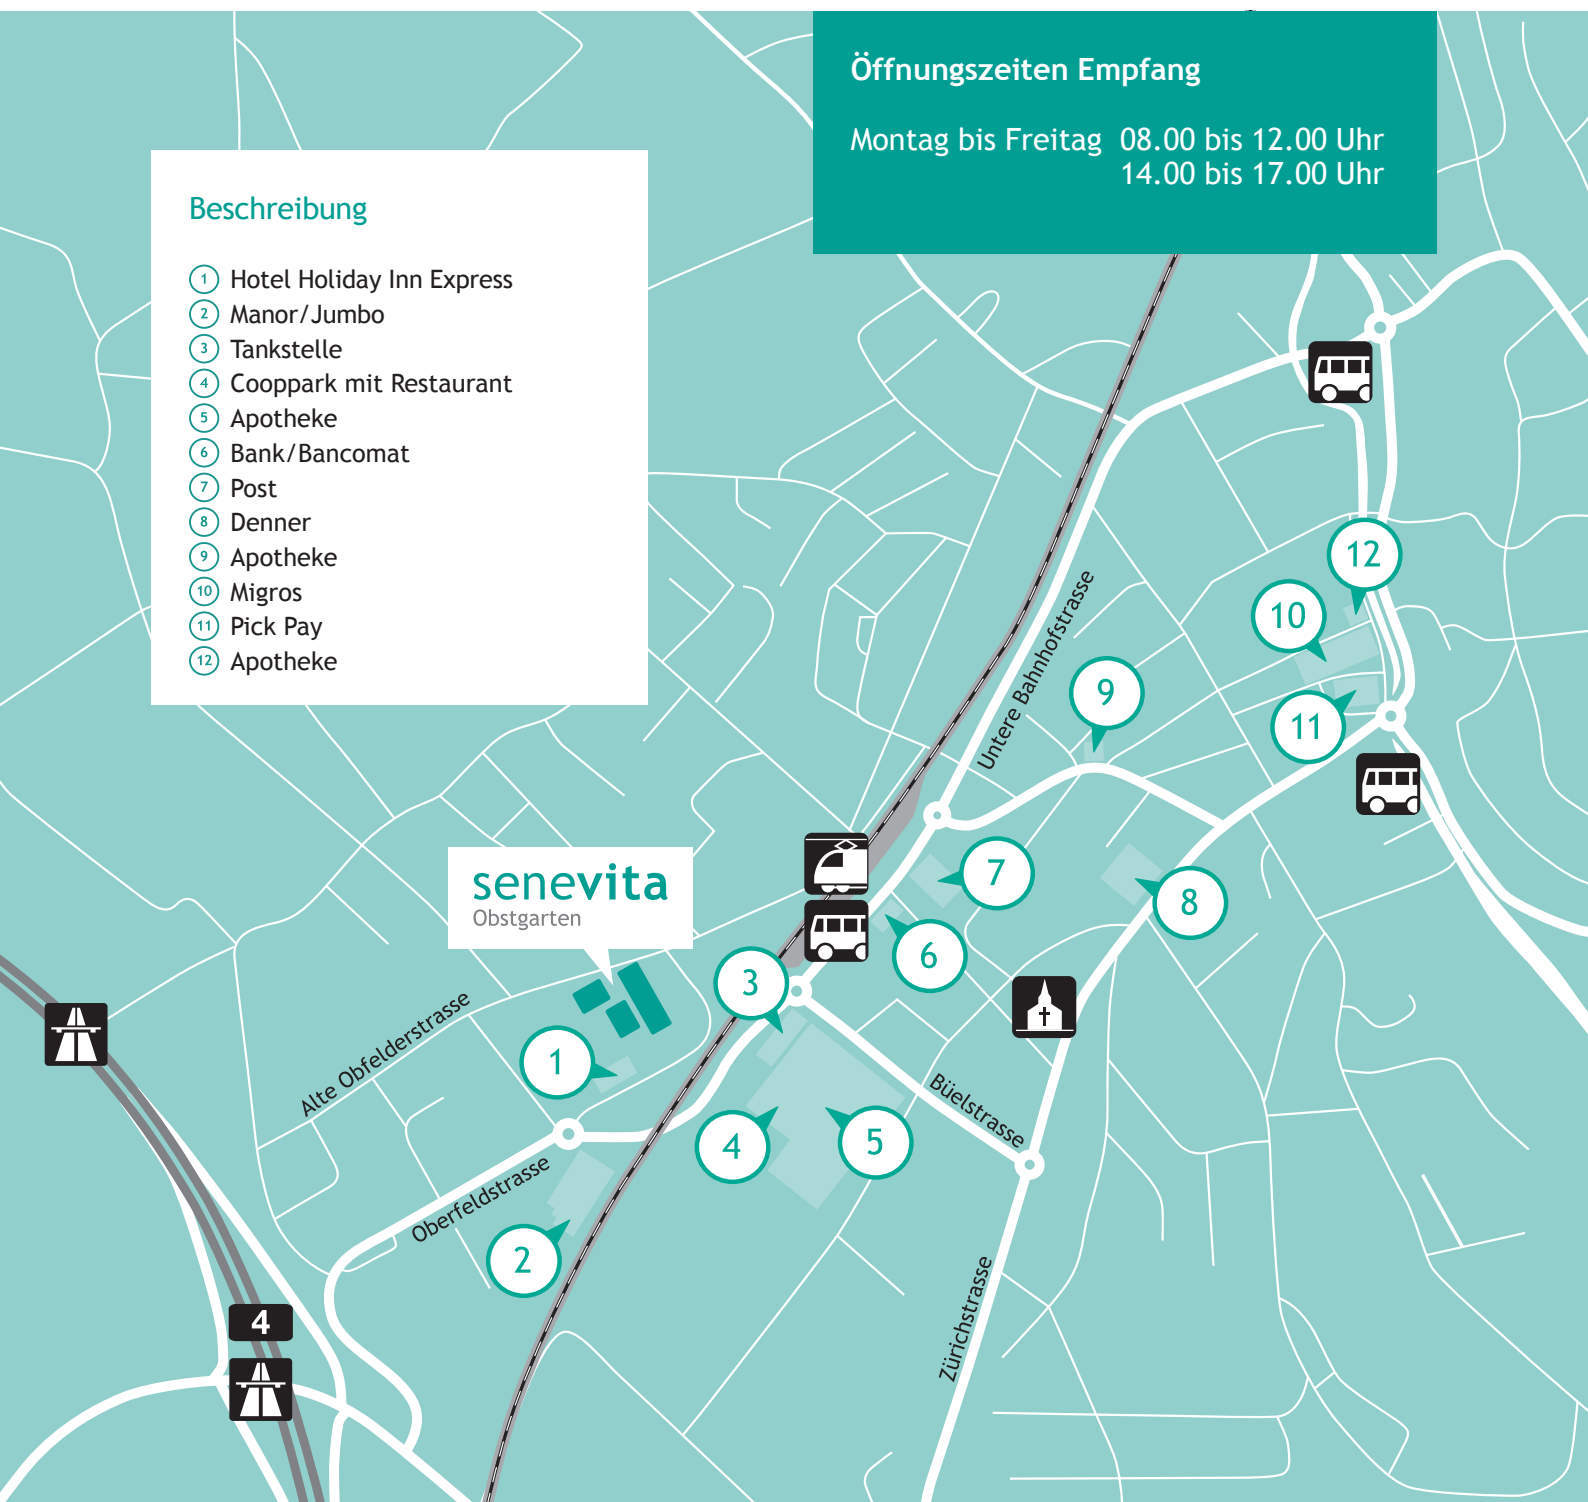 Öffnungszeiten Empfang
Montag bis Freitag 08.00 bis 12.00 Uhr
14.00 bis 17.00 Uhr
Beschreibung
1 Hotel Holiday Inn Express
2 Manor/Jumbo
3 Tankstelle
4 Cooppark mit Restaurant
5 Apotheke
6 Bank/Bancomat
7 Post
8 Denner
9 Apotheke
10 Migros
11 Pick Pay
12 Apotheke
12
10
Untere Bahnhofstrasse
9
11
senevita
Obstgarten
7
8
6
3
Alte Obfelderstrasse
1
Büelstrasse
4
5
Oberfeldstrasse
2
Zürichstrasse
4